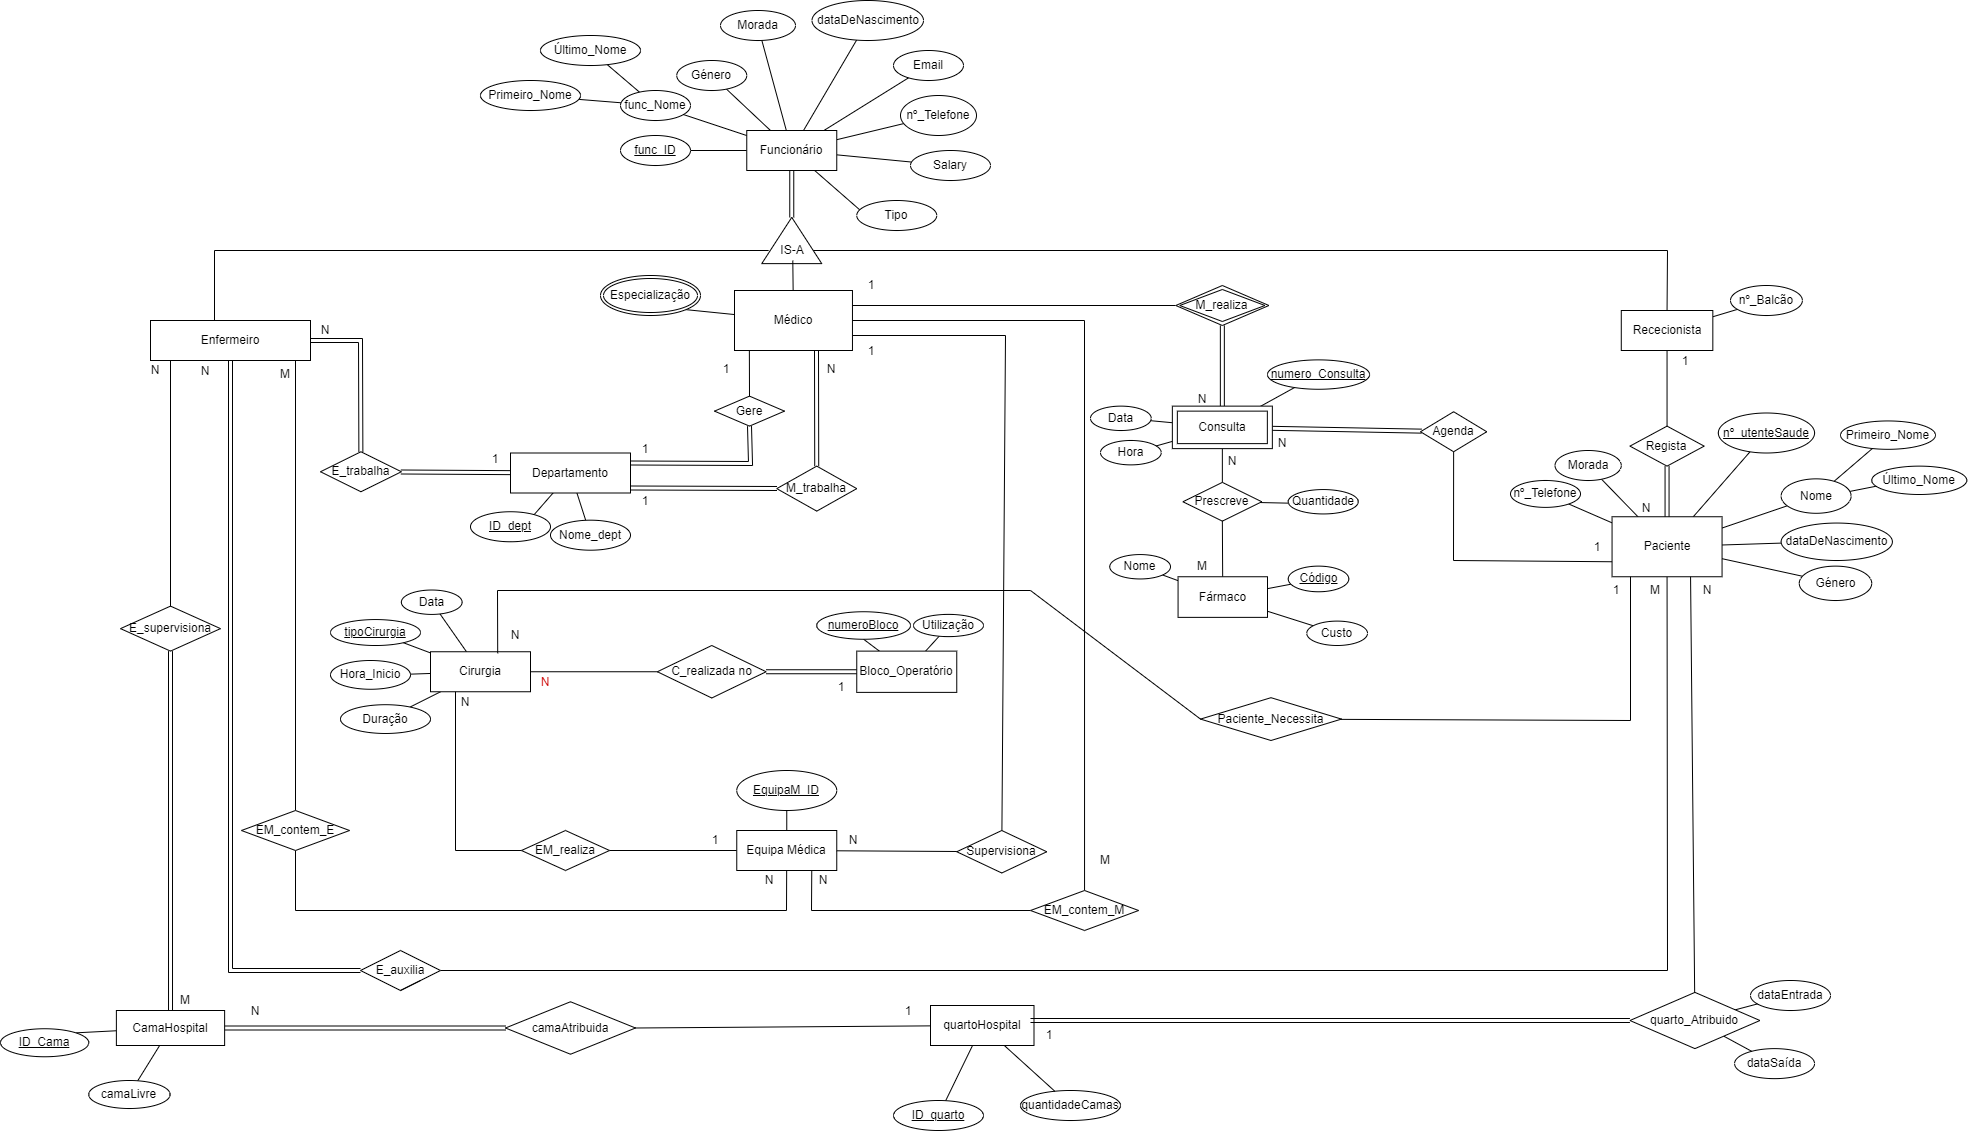 Morada
dataDeNascimento
Último_Nome
Email
Género
Primeiro_Nome
func_Nome
nº_Telefone
func_ID
Funcionário
Salary
Tipo
IS-A
1
Especialização
Médico
M_realiza
nº_Balcão
N
Enfermeiro
Rececionista
1
1
N
N
M
1
N
numero_Consulta
N
Gere
Data
Consulta
Agenda
nº_utenteSaude
Primeiro_Nome
N
Hora
Regista
1
1
N
Morada
Último_Nome
E_trabalha
Departamento
M_trabalha
nº_Telefone
Nome
1
Prescreve
Quantidade
N
ID_dept
Nome_dept
1
Paciente
dataDeNascimento
Nome
M
Código
Género
1
M
N
Data
Fármaco
E_supervisiona
tipoCirurgia
N
numeroBloco
Utilização
Custo
Hora_Inicio
Cirurgia
C_realizada no
Bloco_Operatório
N
1
N
Duração
Paciente_Necessita
EquipaM_ID
EM_contem_E
1
N
EM_realiza
Equipa Médica
Supervisiona
M
N
N
EM_contem_M
E_auxilia
M
N
1
dataEntrada
CamaHospital
camaAtribuida
quartoHospital
quarto_Atribuido
1
ID_Cama
dataSaída
camaLivre
ID_quarto
quantidadeCamas